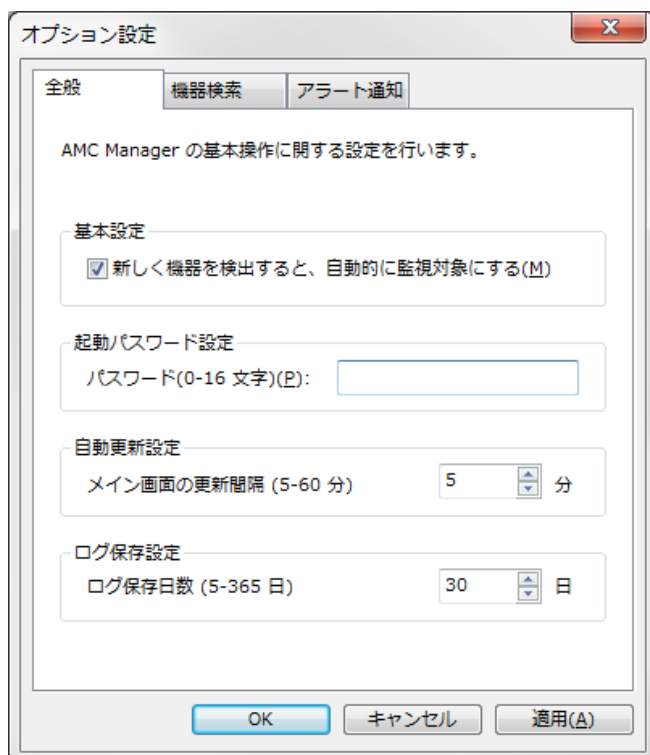 オプション設定
全般 機器検索 アラート通知
AMC Manager の基本操作に関する設定を行います。
基本設定
新しく機器を検出すると、自動的に監視対象にする(M)
起動パスワード設定
パスワード(0-16 文字)(P):
自動更新設定
メイン画面の更新間隔 (5-60 分) 5 分
ログ保存設定
ログ保存日数 (5-365 日) 30 日
OK キャンセル 適用(A)